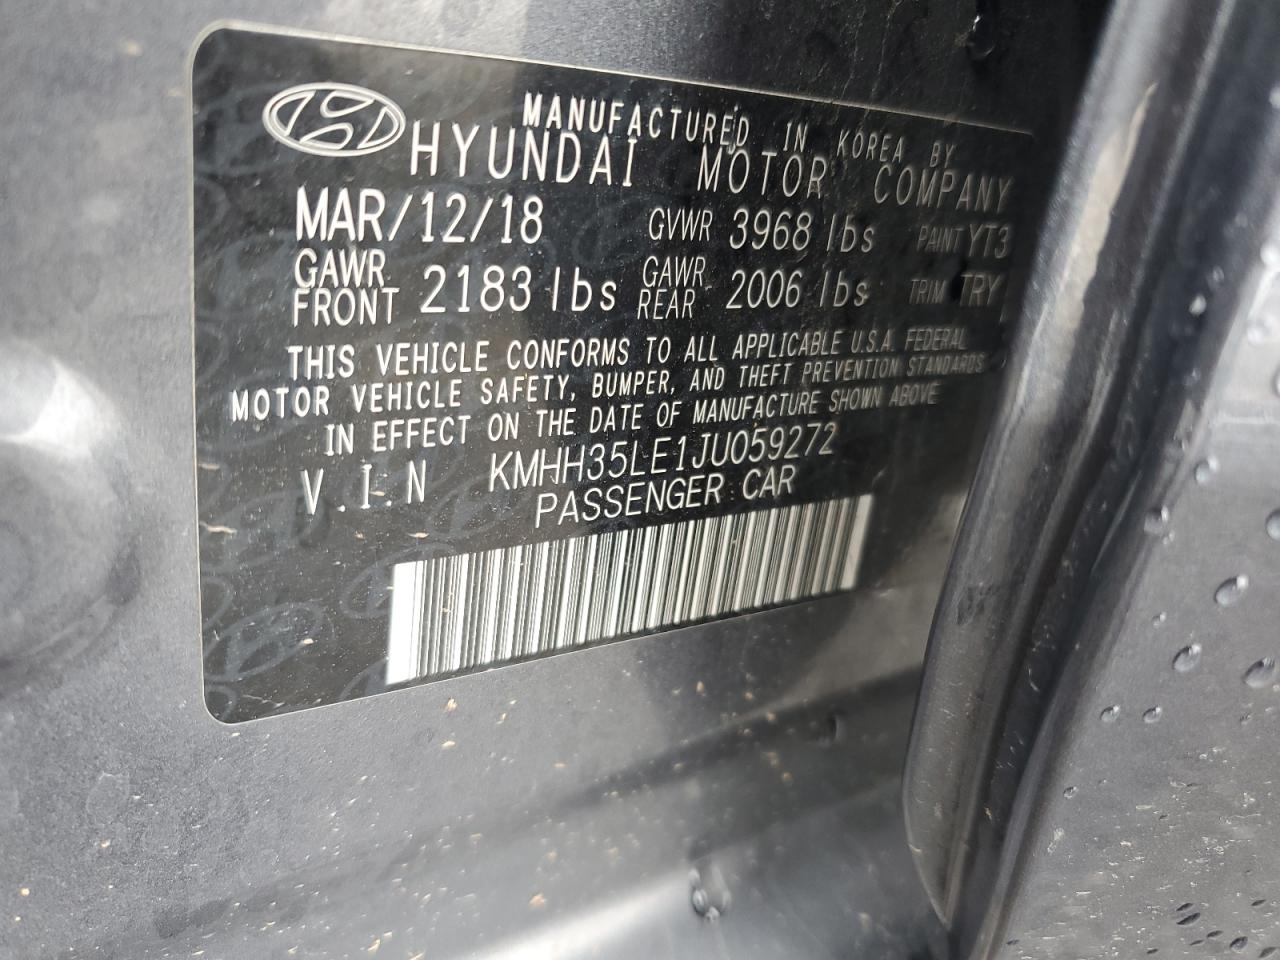 MANUFACTURED IN KOREA BY
HYUNDAI MOTOR COMPANY
MAR/12/18 GVWR 3968 lbs PAINT YT3
GAWR FRONT 2183 lbs GAWR REAR 2006 lbs TRIM TRY
THIS VEHICLE CONFORMS TO ALL APPLICABLE U.S.A. FEDERAL
MOTOR VEHICLE SAFETY, BUMPER, AND THEFT PREVENTION STANDARDS
IN EFFECT ON THE DATE OF MANUFACTURE SHOWN ABOVE
V.I.N KMHH35LE1JU059272
PASSENGER CAR